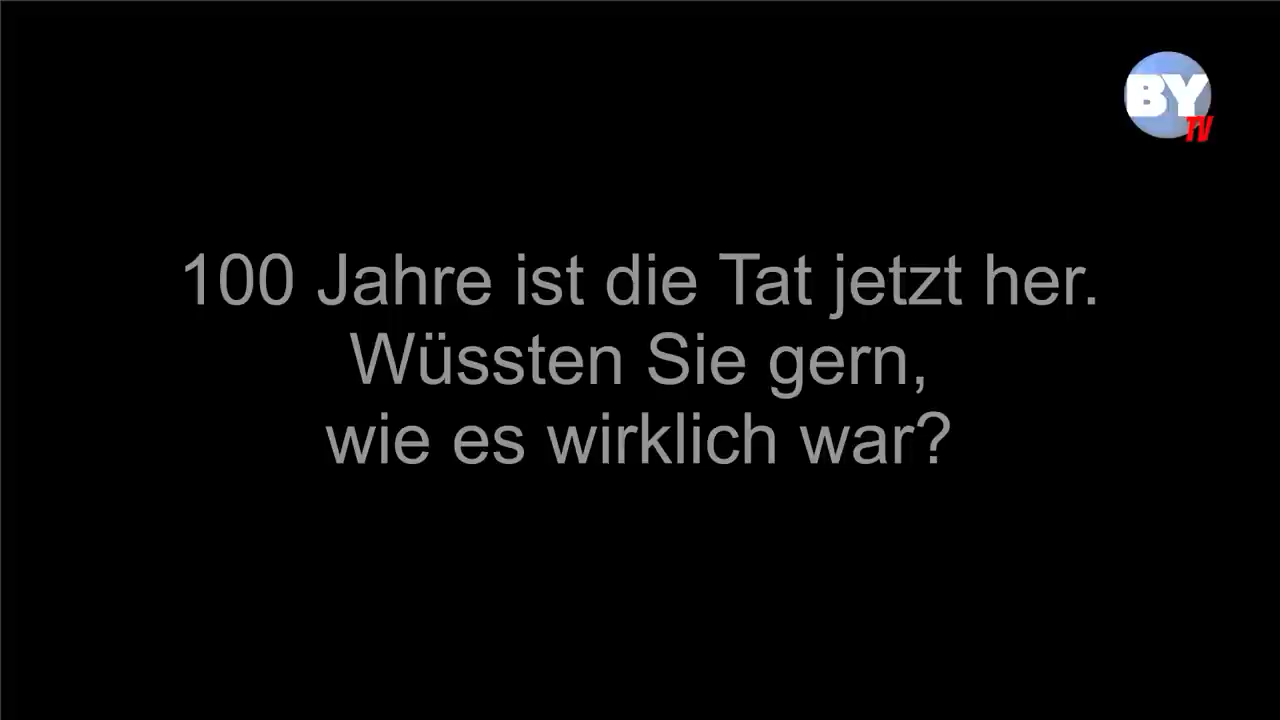 BY
TV
100 Jahre ist die Tat jetzt her.
Wüssten Sie gern,
wie es wirklich war?